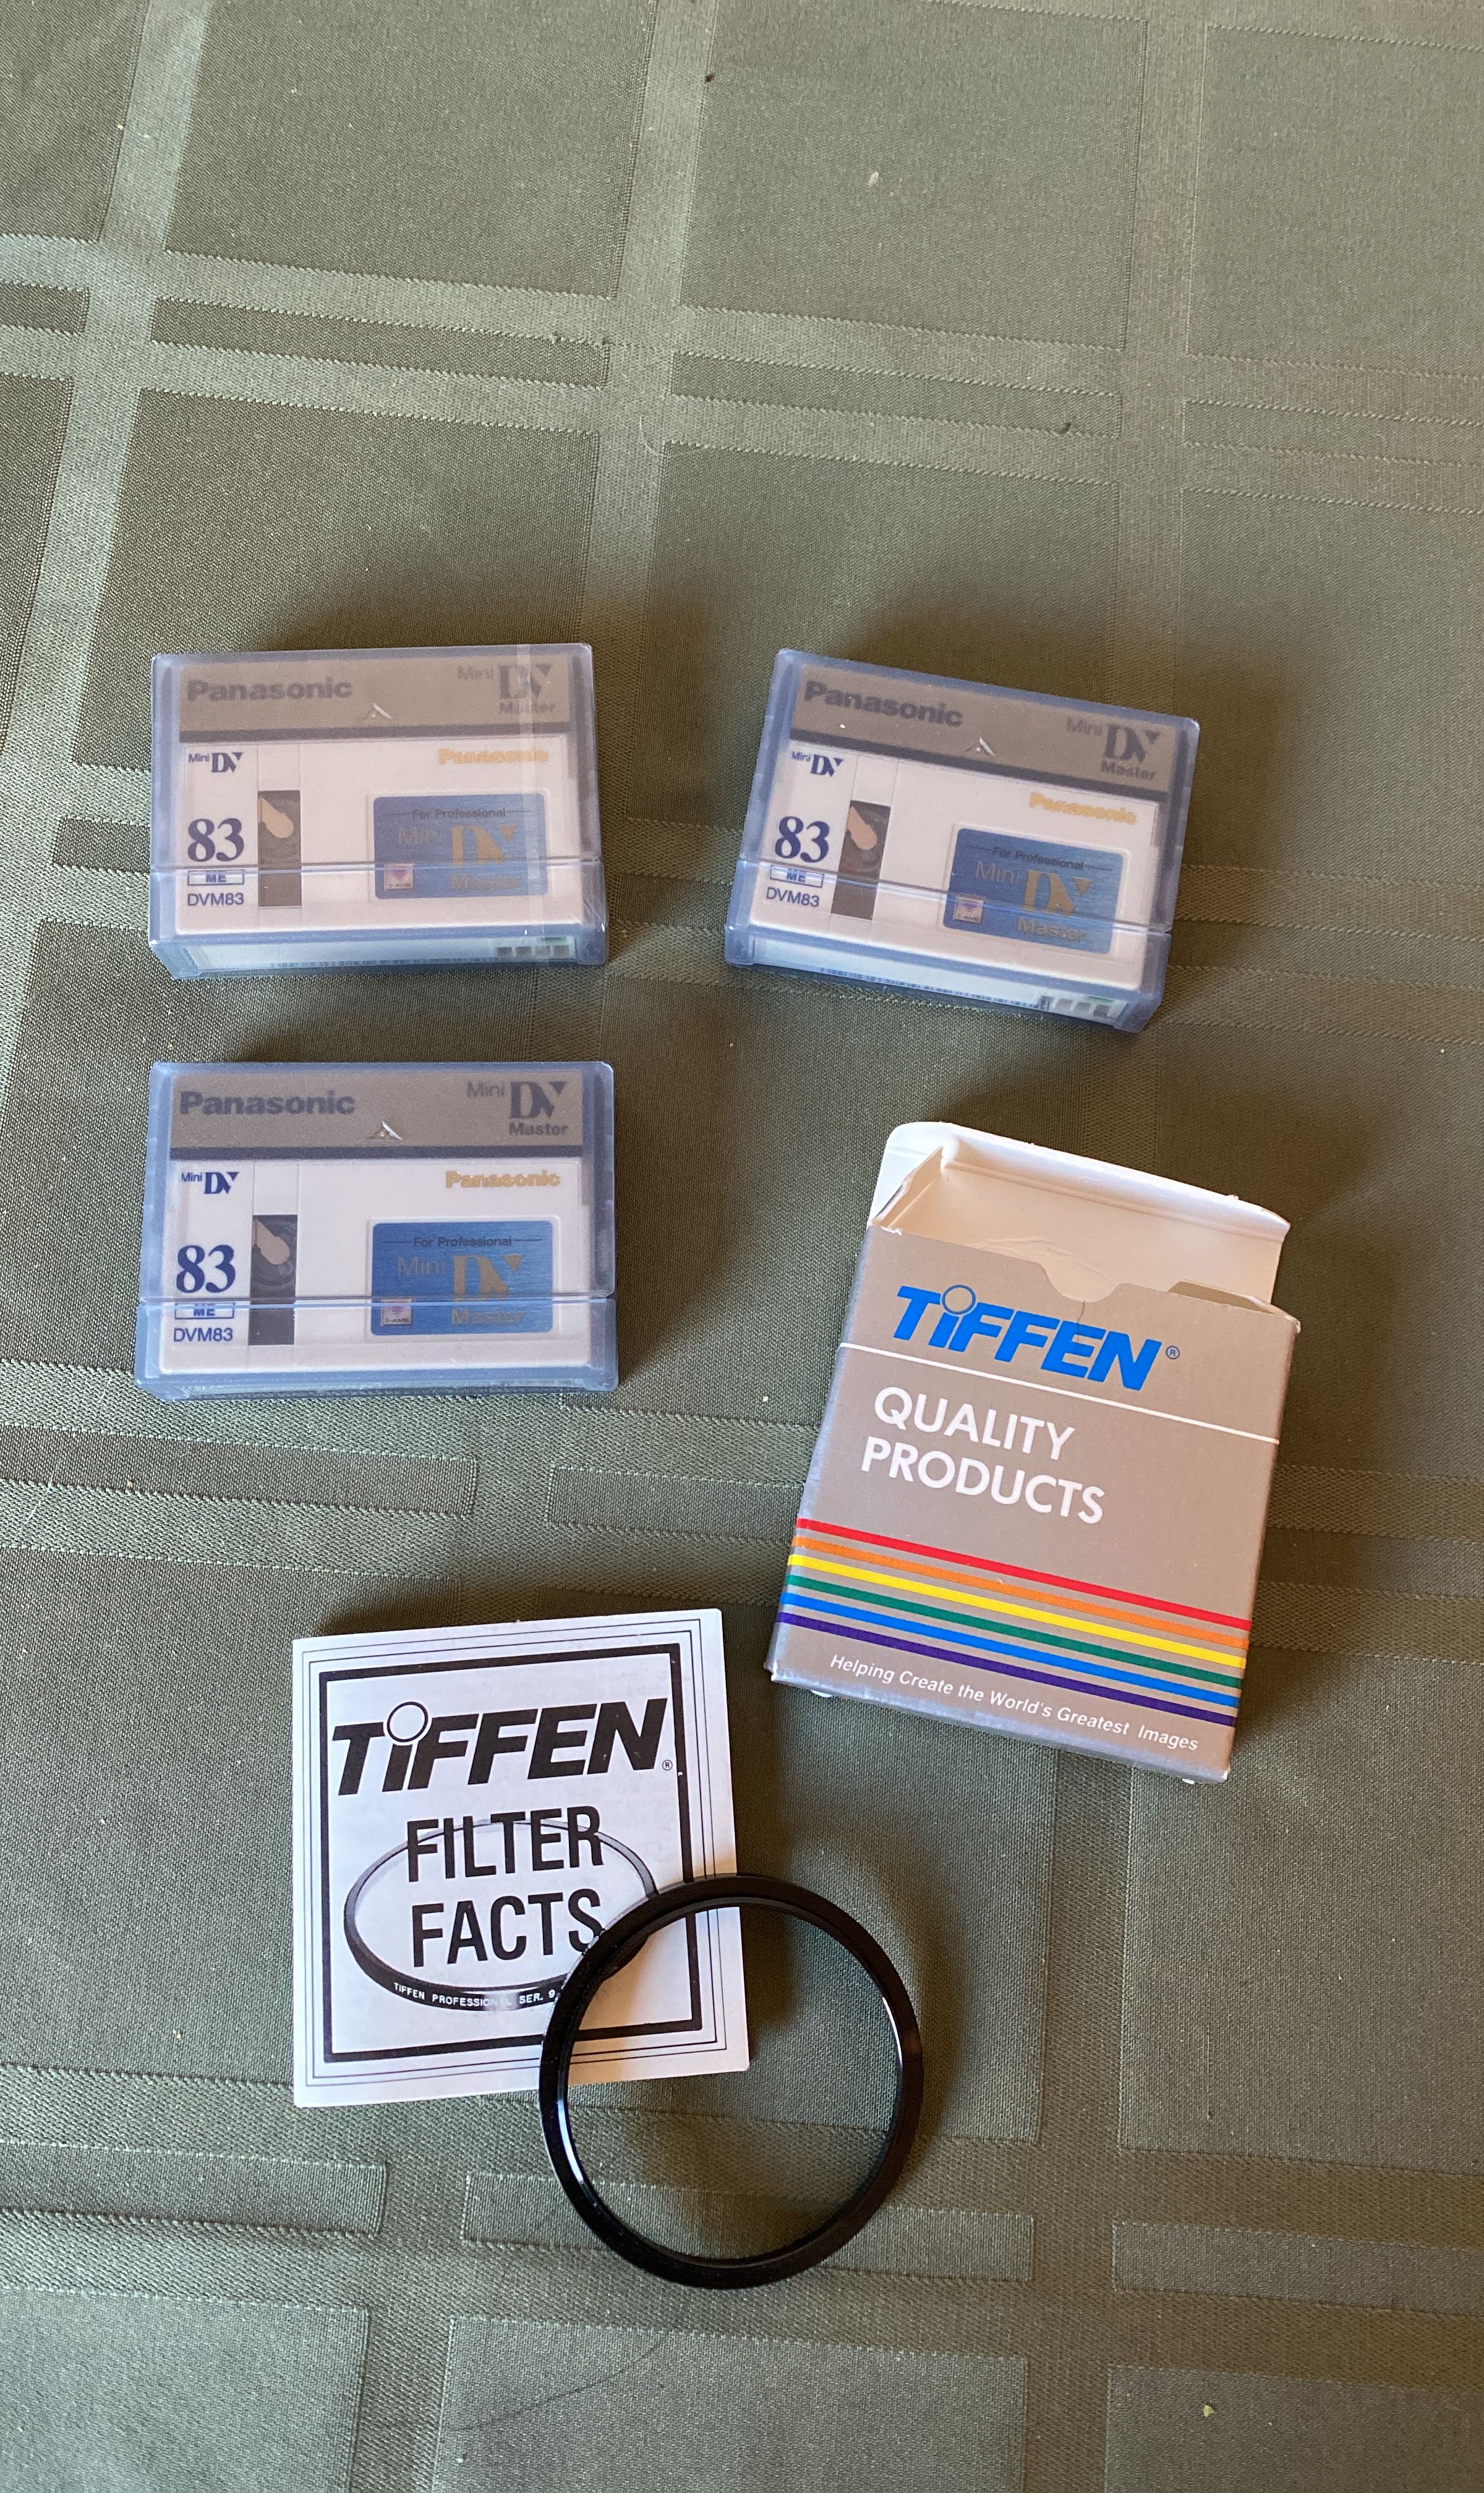 Panasonic
Mini DV
Master
Mini DV
Panasonic
83
For Professional
Mini DV
Master
ME
DVM83
Panasonic
Mini DV
Master
Mini DV
Panasonic
83
For Professional
Mini DV
Master
ME
DVM83
Panasonic
Mini DV
Master
Mini DV
Panasonic
83
For Professional
Mini DV
Master
ME
DVM83
TiFFEN®
QUALITY
PRODUCTS
Helping Create the World's Greatest Images
TiFFEN®
FILTER
FACTS
TIFFEN PROFESSIONAL SER. 9